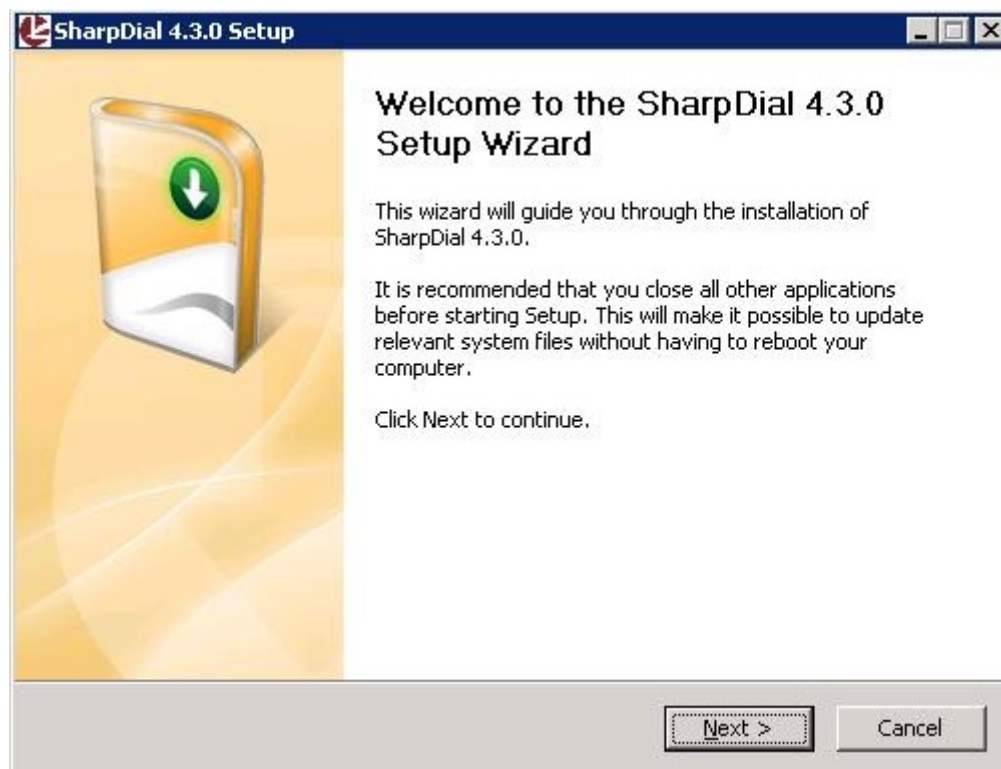 SharpDial 4.3.0 Setup
Welcome to the SharpDial 4.3.0
Setup Wizard
This wizard will guide you through the installation of
SharpDial 4.3.0.
It is recommended that you close all other applications
before starting Setup. This will make it possible to update
relevant system files without having to reboot your
computer.
Click Next to continue.
Next >
Cancel